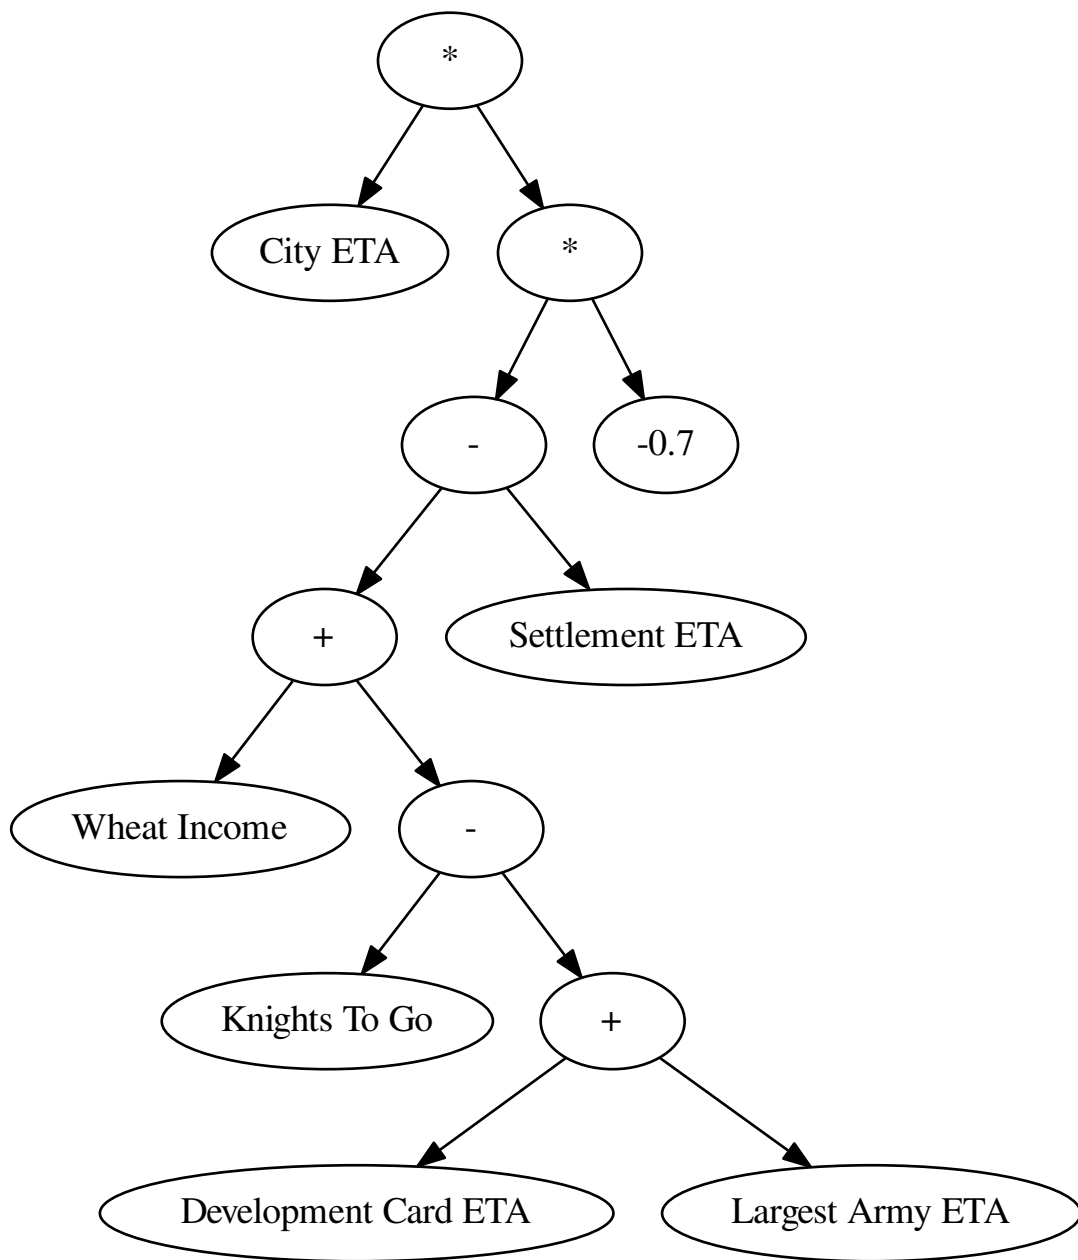 *
City ETA
*
-
-0.7
+
Settlement ETA
Wheat Income
-
Knights To Go
+
Development Card ETA
Largest Army ETA